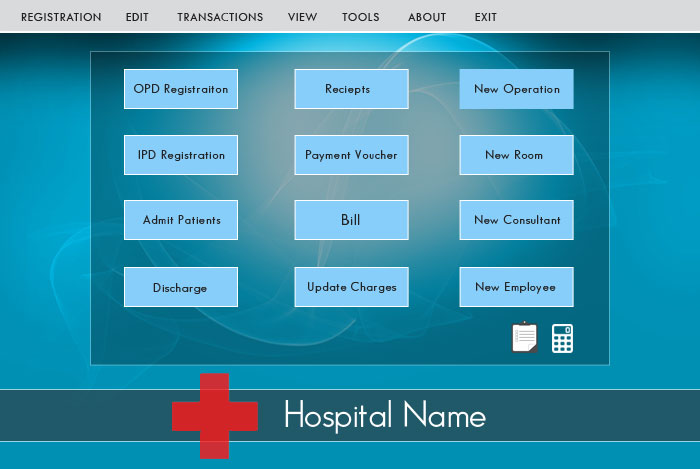 REGISTRATION EDIT TRANSACTIONS VIEW TOOLS ABOUT EXIT
OPD Registraiton Reciepts New Operation
IPD Registration Payment Voucher New Room
Admit Patients Bill New Consultant
Discharge Update Charges New Employee
Hospital Name